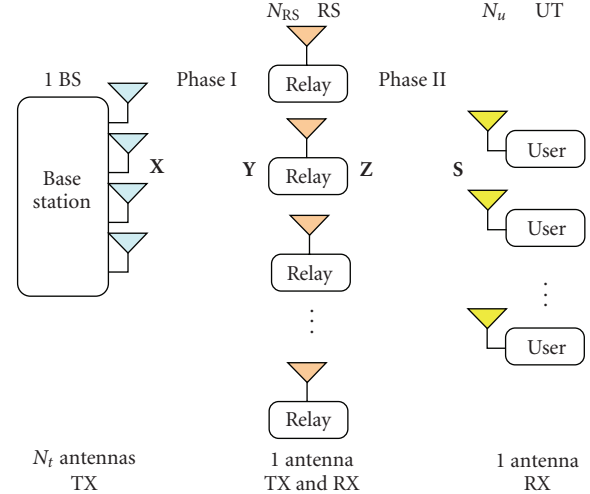 N_RS RS
N_u UT
1 BS
Phase I
Relay
Phase II
Base
station
X
Y
Relay
Z
S
User
User
Relay
User
Relay
N_t antennas
TX
1 antenna
TX and RX
1 antenna
RX